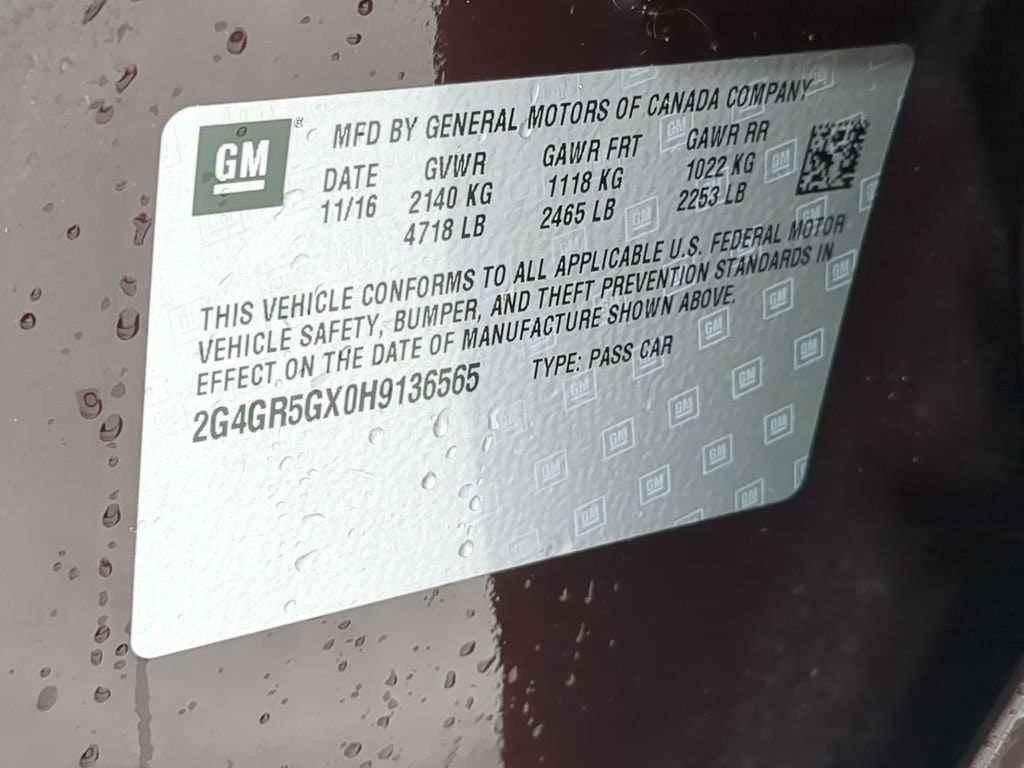 GM ®
MFD BY GENERAL MOTORS OF CANADA COMPANY
DATE GVWR GAWR FRT GAWR RR
11/16 2140 KG 1118 KG 1022 KG
4718 LB 2465 LB 2253 LB
THIS VEHICLE CONFORMS TO ALL APPLICABLE U.S. FEDERAL MOTOR
VEHICLE SAFETY, BUMPER, AND THEFT PREVENTION STANDARDS IN
EFFECT ON THE DATE OF MANUFACTURE SHOWN ABOVE.
2G4GR5GX0H9136565 TYPE: PASS CAR